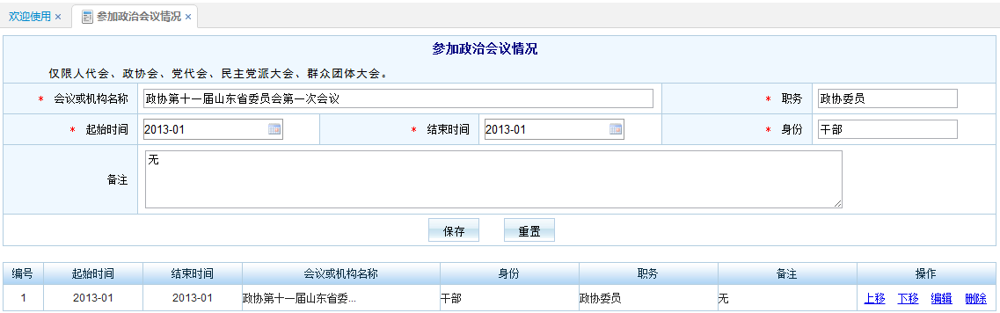 欢迎使用 × 参加政治会议情况 ×
参加政治会议情况
仅限人代会、政协会、党代会、民主党派大会、群众团体大会。
* 会议或机构名称 政协第十一届山东省委员会第一次会议 * 职务 政协委员
* 起始时间 2013-01 * 结束时间 2013-01 * 身份 干部
备注 无
保存 重置
编号 起始时间 结束时间 会议或机构名称 身份 职务 备注 操作
1 2013-01 2013-01 政协第十一届山东省委... 干部 政协委员 无 上移 下移 编辑 删除